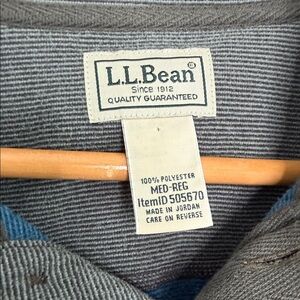 L.L.Bean
Since 1912
QUALITY GUARANTEED
100% POLYESTER
MED-REG
ItemID 505670
MADE IN JORDAN
CARE ON REVERSE